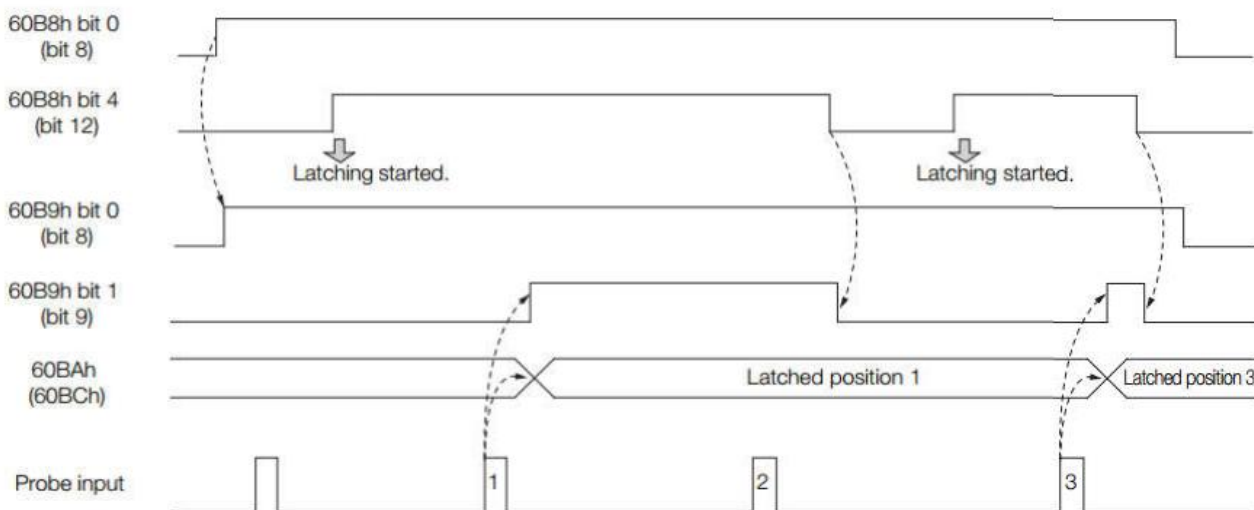 60B8h bit 0
(bit 8)
60B8h bit 4
(bit 12)
Latching started.
Latching started.
60B9h bit 0
(bit 8)
60B9h bit 1
(bit 9)
60BAh
(60BCh)
Latched position 1
Latched position 3
Probe input
1
2
3